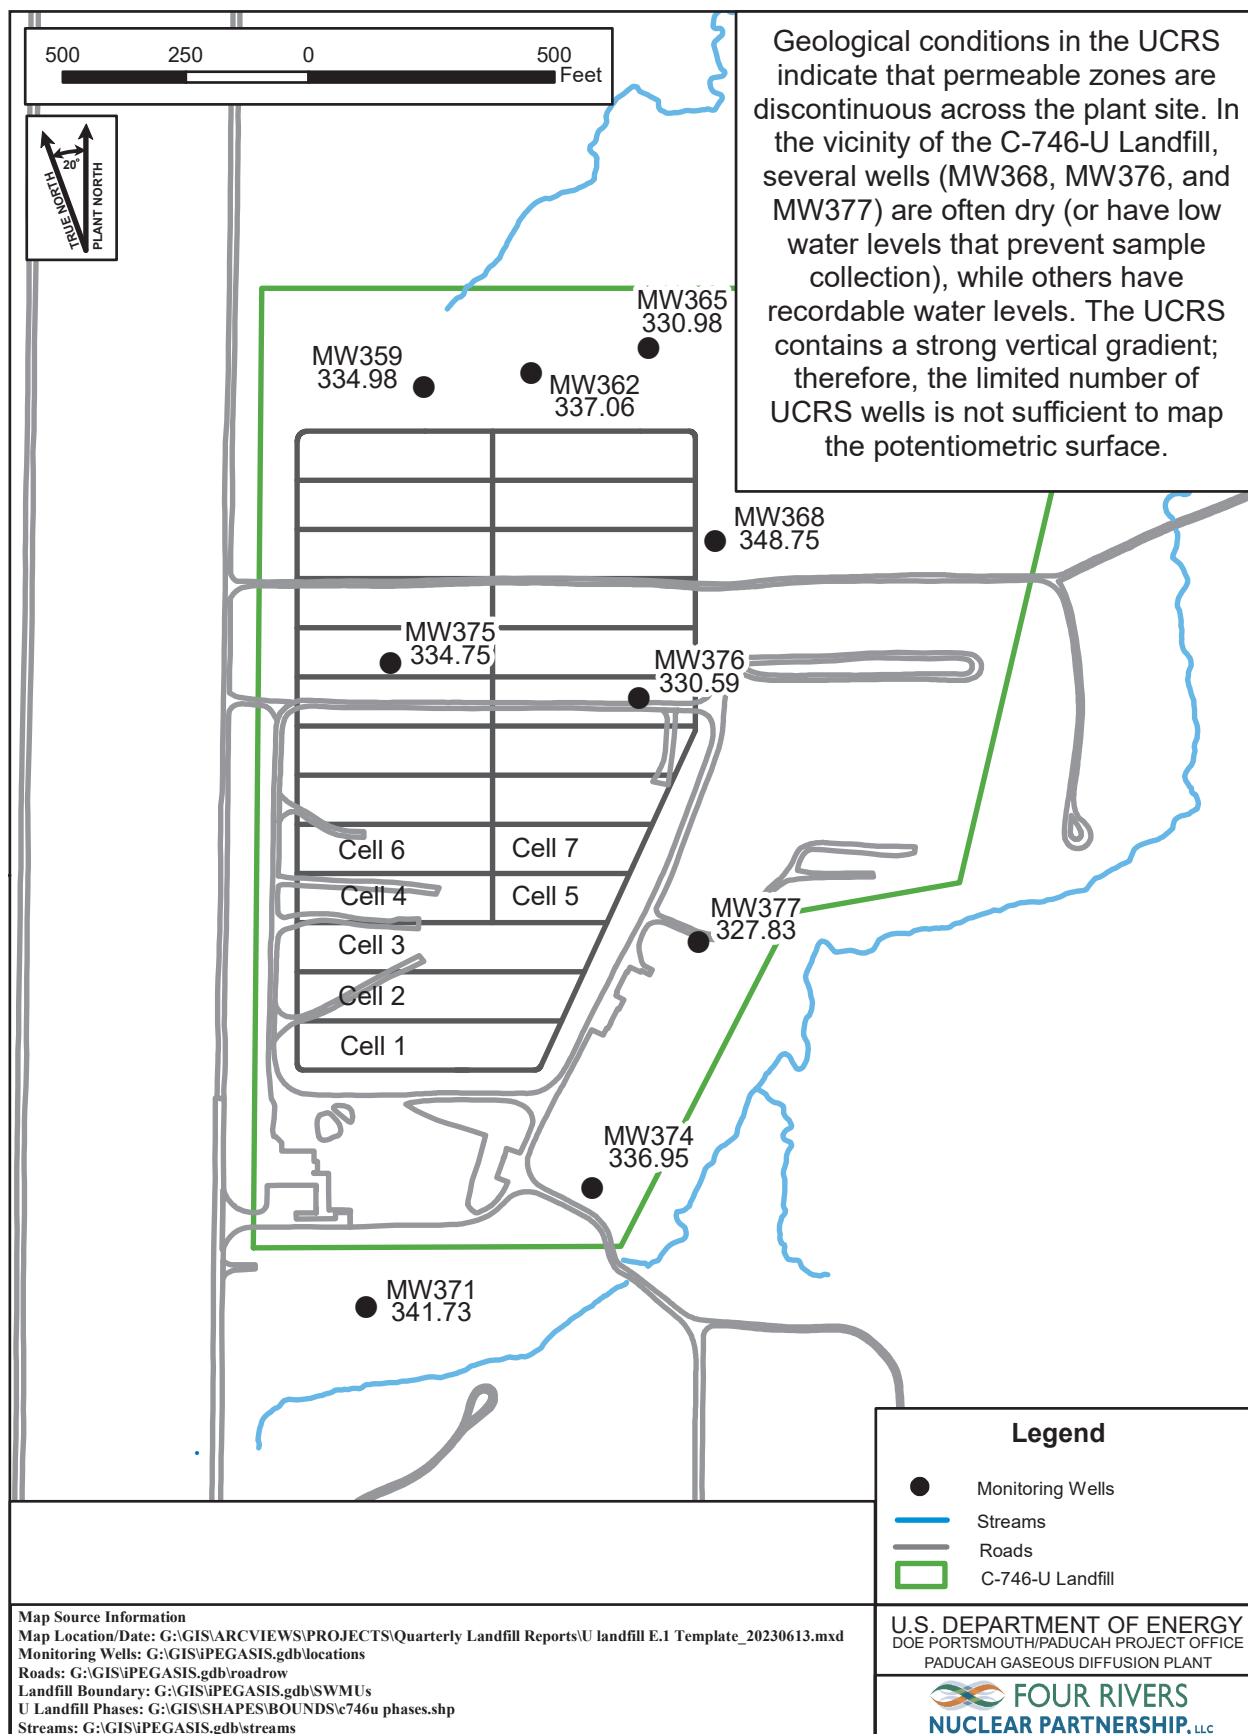 500 250 0 500
Feet
20°
TRUE NORTH
PLANT NORTH
Geological conditions in the UCRS
indicate that permeable zones are
discontinuous across the plant site. In
the vicinity of the C-746-U Landfill,
several wells (MW368, MW376, and
MW377) are often dry (or have low
water levels that prevent sample
collection), while others have
recordable water levels. The UCRS
contains a strong vertical gradient;
therefore, the limited number of
UCRS wells is not sufficient to map
the potentiometric surface.
MW365
330.98
MW359
334.98
MW362
337.06
MW368
348.75
MW375
334.75
MW376
330.59
Cell 6
Cell 7
Cell 4
Cell 5
MW377
327.83
Cell 3
Cell 2
Cell 1
MW374
336.95
MW371
341.73
Legend
Monitoring Wells
Streams
Roads
C-746-U Landfill
Map Source Information
Map Location/Date: G:\GIS\ARCVIEWS\PROJECTS\Quarterly Landfill Reports\U landfill E.1 Template_20230613.mxd
Monitoring Wells: G:\GIS\iPEGASIS.gdb\locations
Roads: G:\GIS\iPEGASIS.gdb\roadrow
Landfill Boundary: G:\GIS\iPEGASIS.gdb\SWMUs
U Landfill Phases: G:\GIS\SHAPES\BOUNDS\c746u phases.shp
Streams: G:\GIS\iPEGASIS.gdb\streams
U.S. DEPARTMENT OF ENERGY
DOE PORTSMOUTH/PADUCAH PROJECT OFFICE
PADUCAH GASEOUS DIFFUSION PLANT
FOUR RIVERS
NUCLEAR PARTNERSHIP, LLC